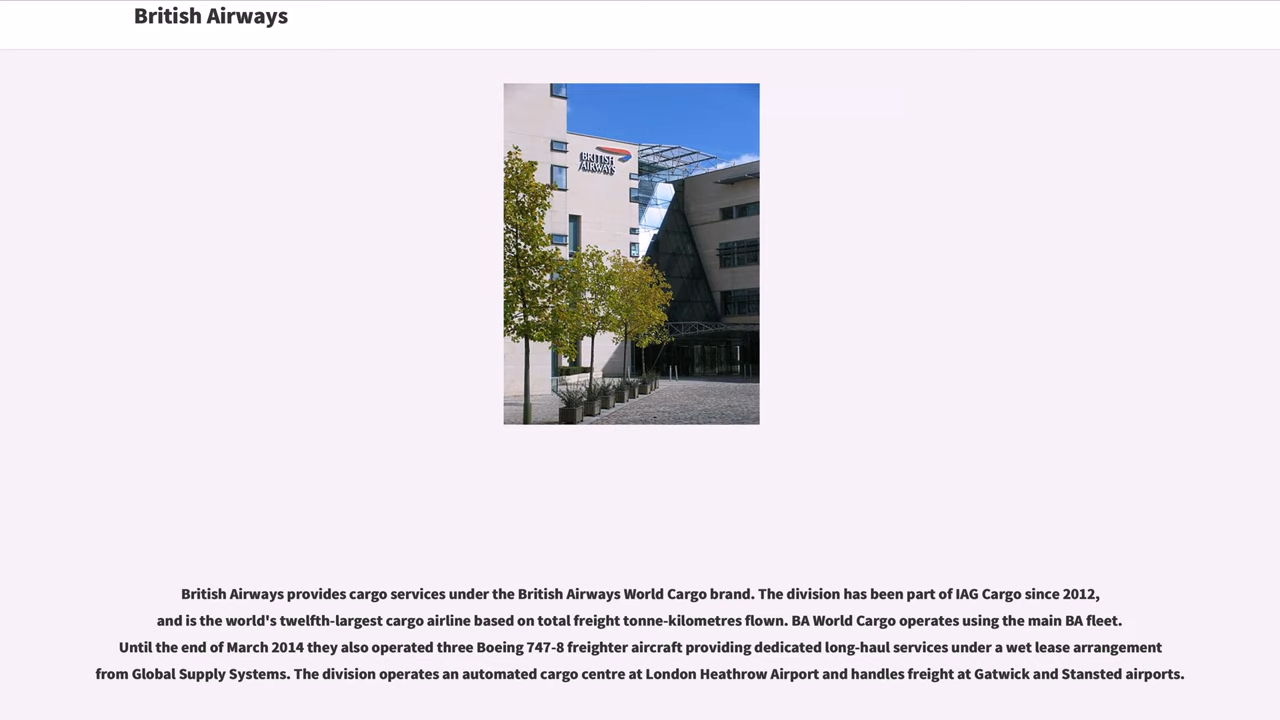 British Airways
BRITISH
AIRWAYS
British Airways provides cargo services under the British Airways World Cargo brand. The division has been part of IAG Cargo since 2012,
and is the world's twelfth-largest cargo airline based on total freight tonne-kilometres flown. BA World Cargo operates using the main BA fleet.
Until the end of March 2014 they also operated three Boeing 747-8 freighter aircraft providing dedicated long-haul services under a wet lease arrangement
from Global Supply Systems. The division operates an automated cargo centre at London Heathrow Airport and handles freight at Gatwick and Stansted airports.